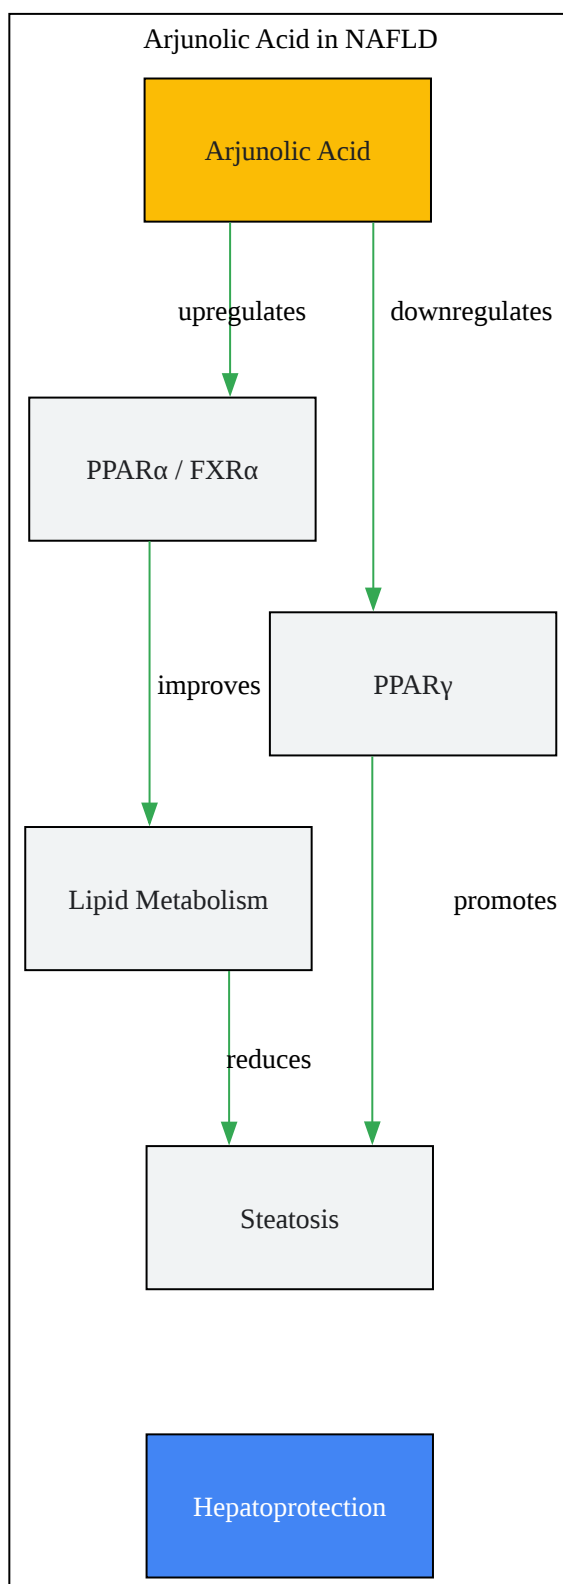 Arjunolic Acid in NAFLD
Arjunolic Acid
upregulates
downregulates
PPARα / FXRα
improves
PPARγ
Lipid Metabolism
promotes
reduces
Steatosis
Hepatoprotection